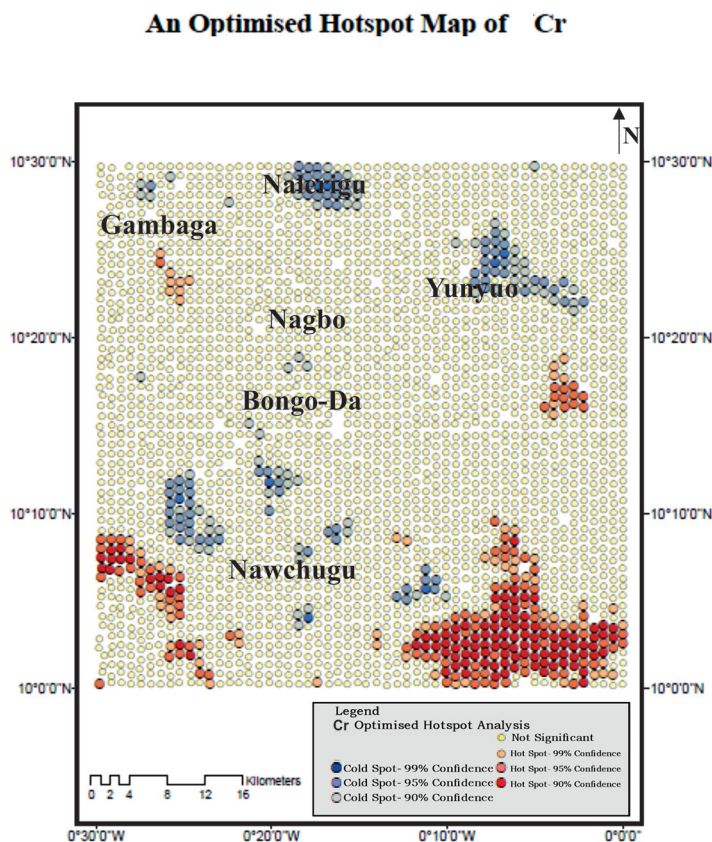 An Optimised Hotspot Map of Cr
N
10°30'0"N
10°30'0"N
Nalerigu
Gambaga
Yunyuo
10°20'0"N
10°20'0"N
Nagbo
Bongo-Da
10°10'0"N
10°10'0"N
Nawchugu
10°0'0"N
10°0'0"N
Legend
Cr Optimised Hotspot Analysis
Not Significant
Hot Spot- 99% Confidence
Cold Spot- 99% Confidence
Hot Spot- 95% Confidence
Cold Spot- 95% Confidence
Hot Spot- 90% Confidence
Cold Spot- 90% Confidence
Kilometers
0 2 4 8 12 16
0°30'0"W
0°20'0"W
0°10'0"W
0°0'0"